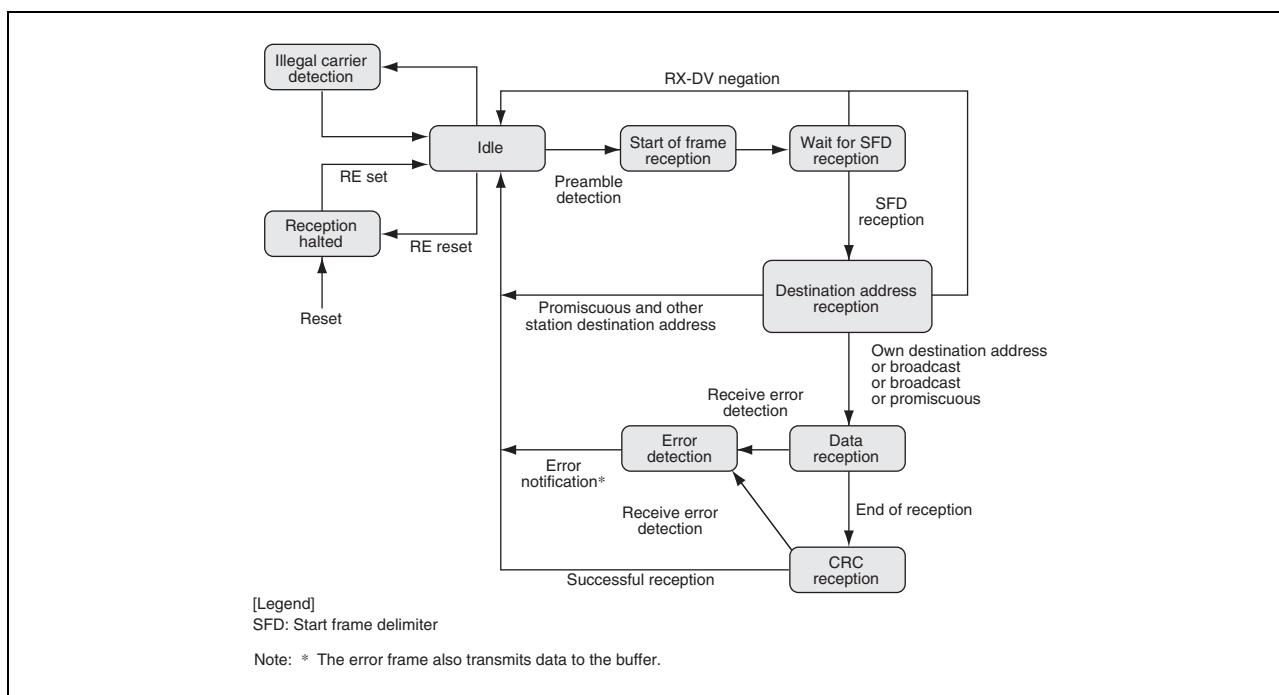 Illegal carrier
detection
RX-DV negation
Idle
Start of frame
reception
Wait for SFD
reception
RE set
Preamble
detection
SFD
reception
Reception
halted
RE reset
Destination address
reception
Reset
Promiscuous and other
station destination address
Own destination address
or broadcast
or broadcast
or promiscuous
Receive error
detection
Error
detection
Data
reception
Error
notification*
Receive error
detection
End of reception
CRC
reception
Successful reception
[Legend]
SFD: Start frame delimiter
Note: * The error frame also transmits data to the buffer.